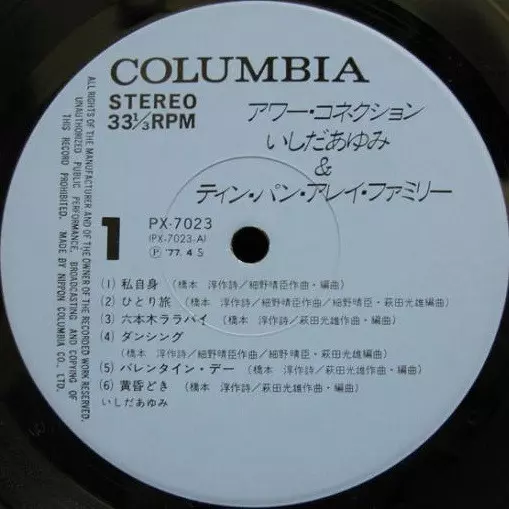 COLUMBIA
STEREO
33⅓RPM
アワー・コネクション
いしだあゆみ
&
ティン・パン・アレイ・ファミリー
1
PX-7023
(PX-7023-A)
Ⓟ '77.4 S
(1) 私自身 (橋本 淳作詩/細野晴臣作曲・編曲)
(2) ひとり旅 (橋本 淳作詩/細野晴臣作曲/細野晴臣・萩田光雄編曲)
(3) 六本木ララバイ (橋本 淳作詩/萩田光雄作曲・編曲)
(4) ダンシング
(橋本 淳作詩/細野晴臣作曲/細野晴臣・萩田光雄編曲)
(5) バレンタイン・デー (橋本 淳作詩/萩田光雄作曲・編曲)
(6) 黄昏どき (橋本 淳作詩/細野晴臣作曲・編曲)
いしだあゆみ
ALL RIGHTS OF THE MANUFACTURER AND OF THE OWNER OF THE RECORDED WORK RESERVED.
UNAUTHORIZED PUBLIC PERFORMANCE, BROADCASTING AND COPYING OF
THIS RECORD PROHIBITED. MADE BY NIPPON COLUMBIA CO., LTD.